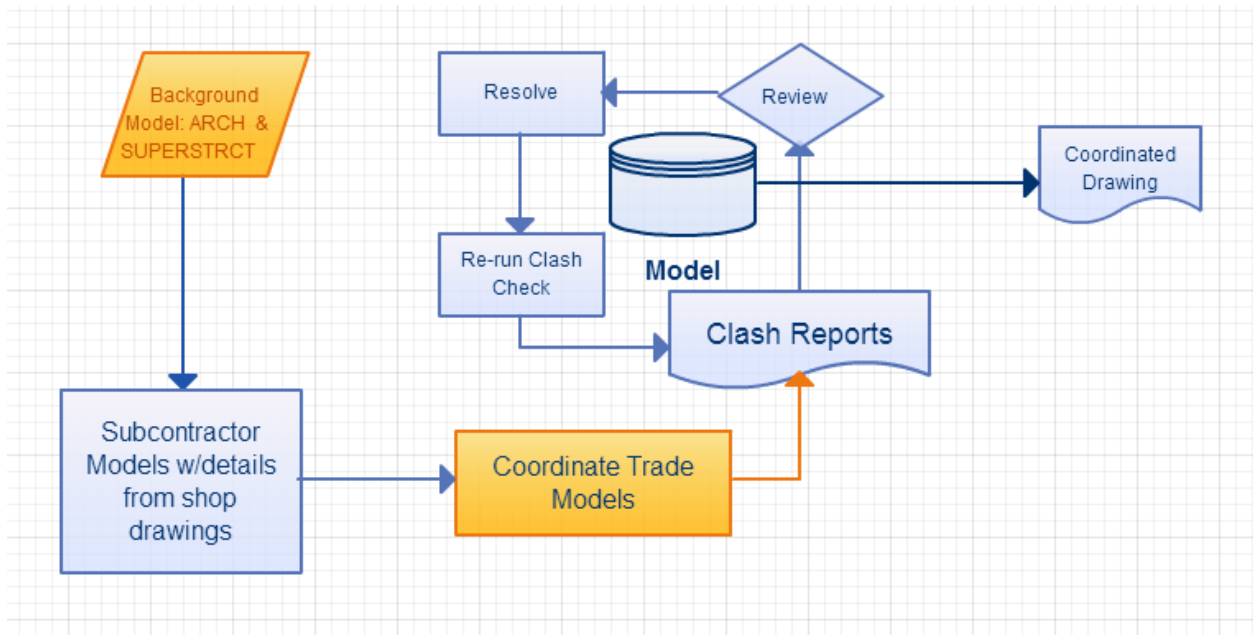 Background
Model: ARCH &
SUPERSTRCT
Resolve
Review
Coordinated
Drawing
Re-run Clash
Check
Model
Clash Reports
Subcontractor
Models w/details
from shop
drawings
Coordinate Trade
Models